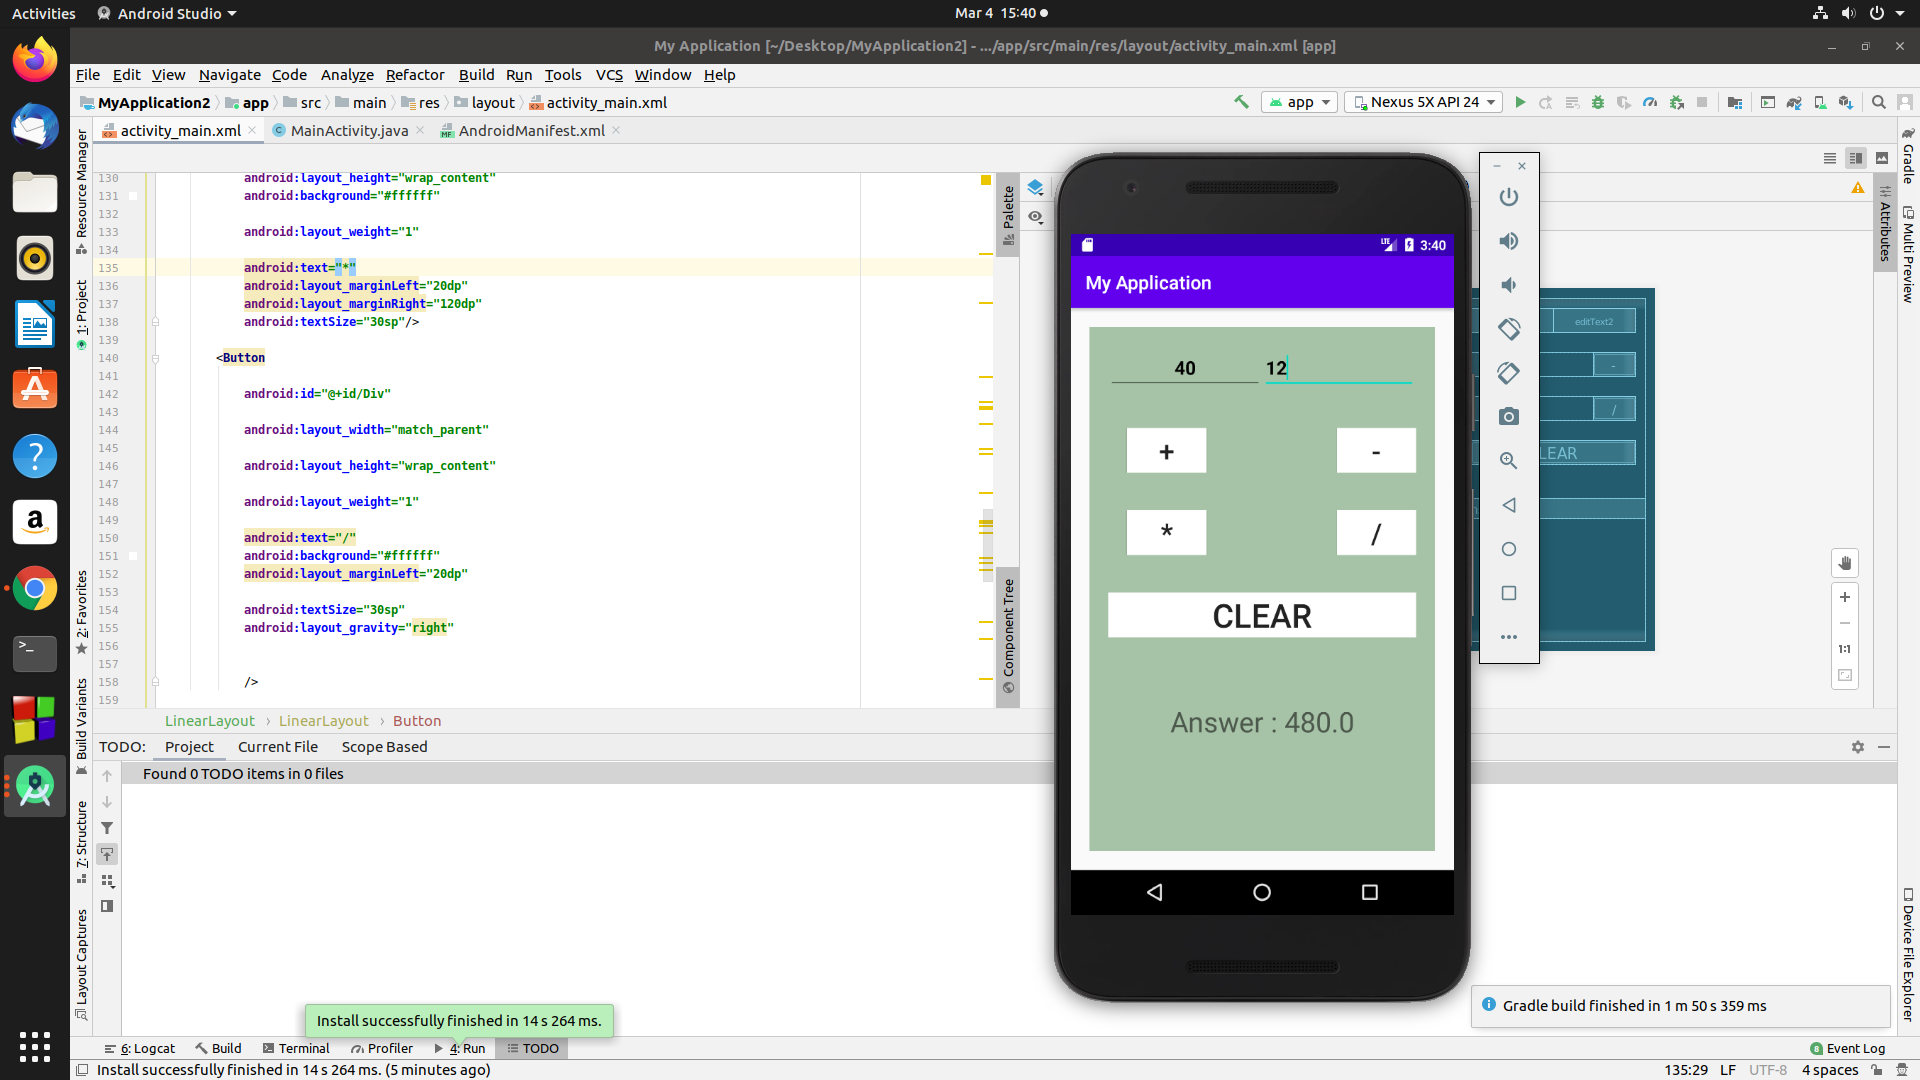 Activities
Android Studio
Mar 4 15:40
My Application [~/Desktop/MyApplication2] - .../app/src/main/res/layout/activity_main.xml [app]
File Edit View Navigate Code Analyze Refactor Build Run Tools VCS Window Help
MyApplication2 app src main res layout activity_main.xml
app
Nexus 5X API 24
activity_main.xml
MainActivity.java
AndroidManifest.xml
130 android:layout_height="wrap_content"
131 android:background="#ffffff"
132
133 android:layout_weight="1"
134
135 android:text="*"
136 android:layout_marginLeft="20dp"
137 android:layout_marginRight="120dp"
138 android:textSize="30sp"/>
139
140 <Button
141
142 android:id="@+id/Div"
143
144 android:layout_width="match_parent"
145
146 android:layout_height="wrap_content"
147
148 android:layout_weight="1"
149
150 android:text="/"
151 android:background="#ffffff"
152 android:layout_marginLeft="20dp"
153
154 android:textSize="30sp"
155 android:layout_gravity="right"
156
157
158 />
159
LinearLayout › LinearLayout › Button
Resource Manager
1: Project
2: Favorites
Build Variants
7: Structure
Layout Captures
Palette
Component Tree
LTE
3:40
My Application
40
12
+
-
*
/
CLEAR
Answer : 480.0
editText2
-
/
LEAR
1:1
Attributes
Gradle
Multi Preview
Device File Explorer
TODO: Project Current File Scope Based
Found 0 TODO items in 0 files
Install successfully finished in 14 s 264 ms.
Gradle build finished in 1 m 50 s 359 ms
6: Logcat
Build
Terminal
Profiler
4: Run
TODO
8 Event Log
Install successfully finished in 14 s 264 ms. (5 minutes ago)
135:29 LF UTF-8 4 spaces